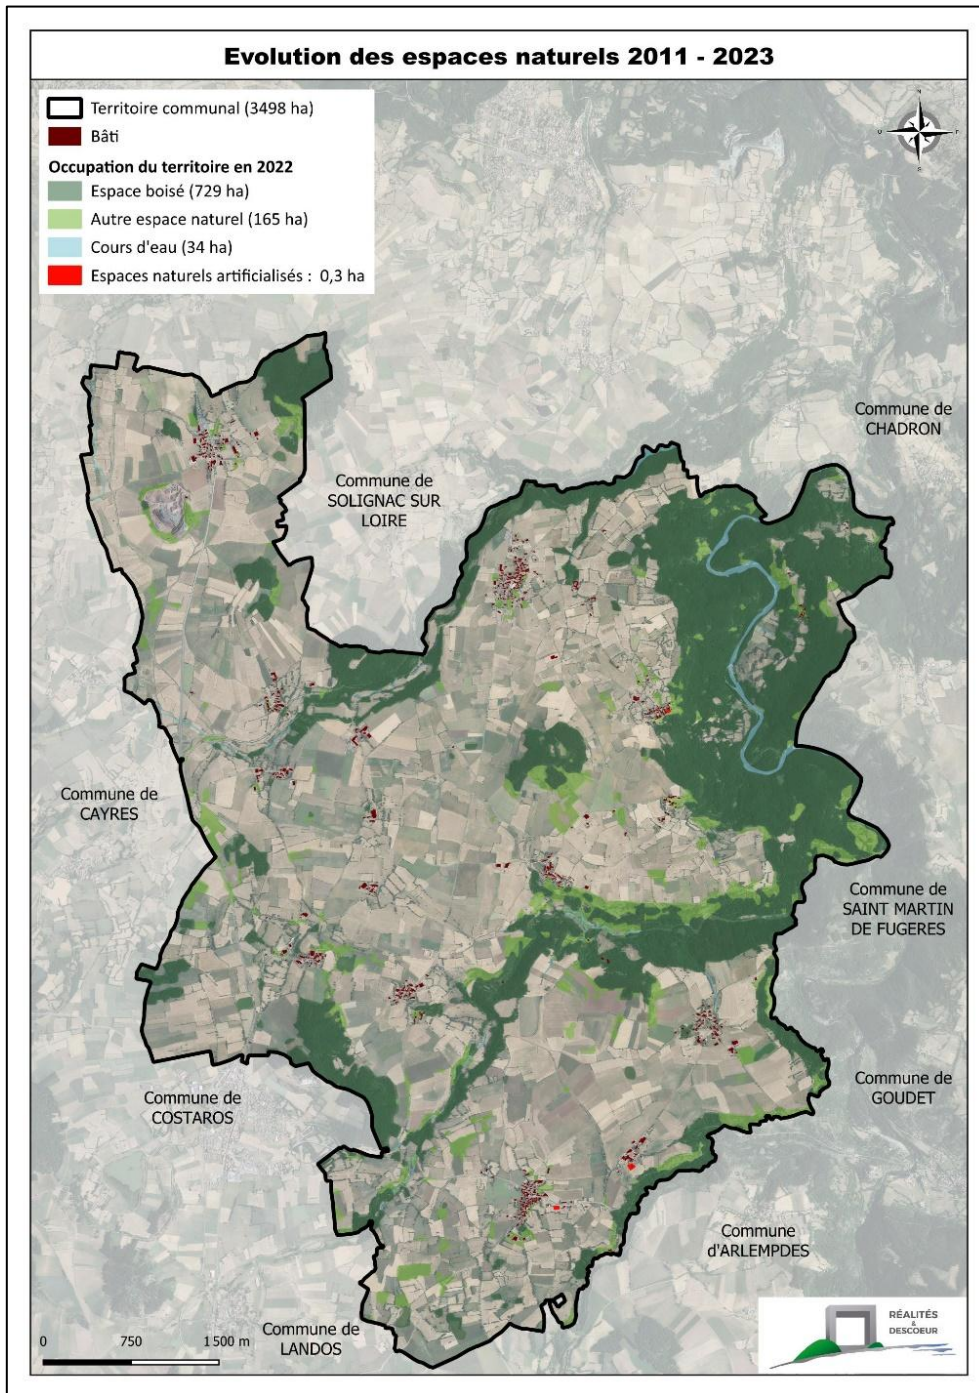 Evolution des espaces naturels 2011 - 2023
Territoire communal (3498 ha)
Bâti
Occupation du territoire en 2022
Espace boisé (729 ha)
Autre espace naturel (165 ha)
Cours d'eau (34 ha)
Espaces naturels artificialisés : 0,3 ha
N
O
E
S
Commune de
CHADRON
Commune de
SOLIGNAC SUR
LOIRE
Commune de
CAYRES
Commune de
SAINT MARTIN
DE FUGERES
Commune de
COSTAROS
Commune de
GOUDET
Commune
d'ARLEMPDES
Commune de
LANDOS
0 750 1 500 m
RÉALITÉS
&
DESCOEUR